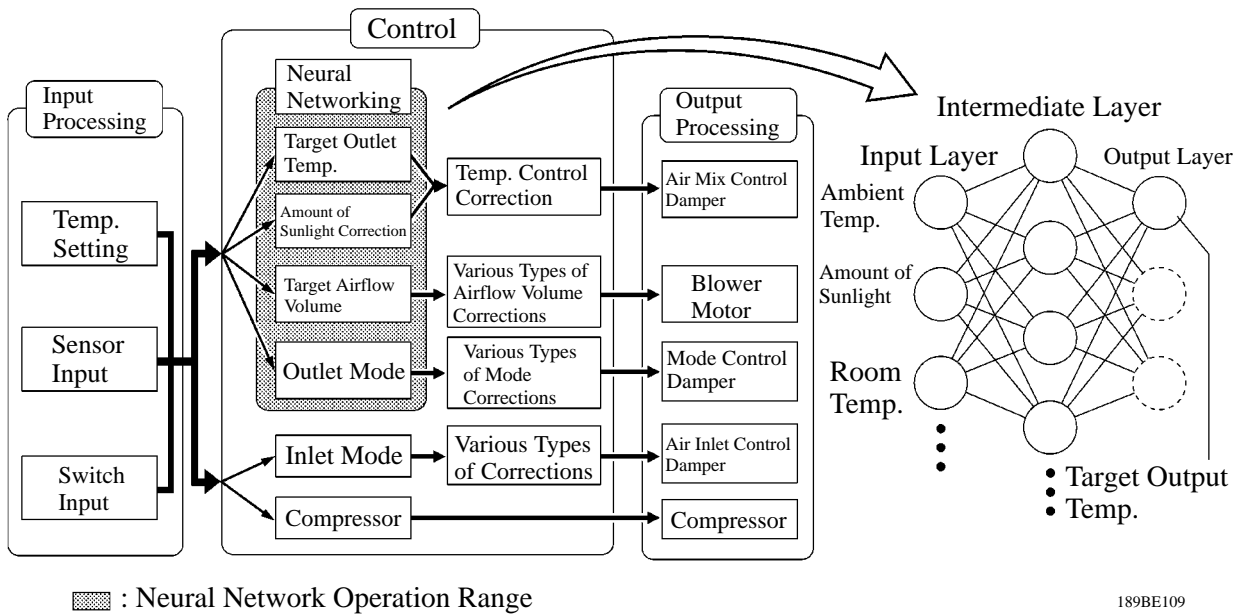 Control
Input
Processing
Temp.
Setting
Sensor
Input
Switch
Input
Neural
Networking
Target Outlet
Temp.
Amount of
Sunlight Correction
Target Airflow
Volume
Outlet Mode
Inlet Mode
Compressor
Temp. Control
Correction
Various Types of
Airflow Volume
Corrections
Various Types
of Mode
Corrections
Various Types
of Corrections
Output
Processing
Air Mix Control
Damper
Blower
Motor
Mode Control
Damper
Air Inlet Control
Damper
Compressor
Intermediate Layer
Input Layer
Output Layer
Ambient
Temp.
Amount of
Sunlight
Room
Temp.
Target Output
Temp.
: Neural Network Operation Range
189BE109